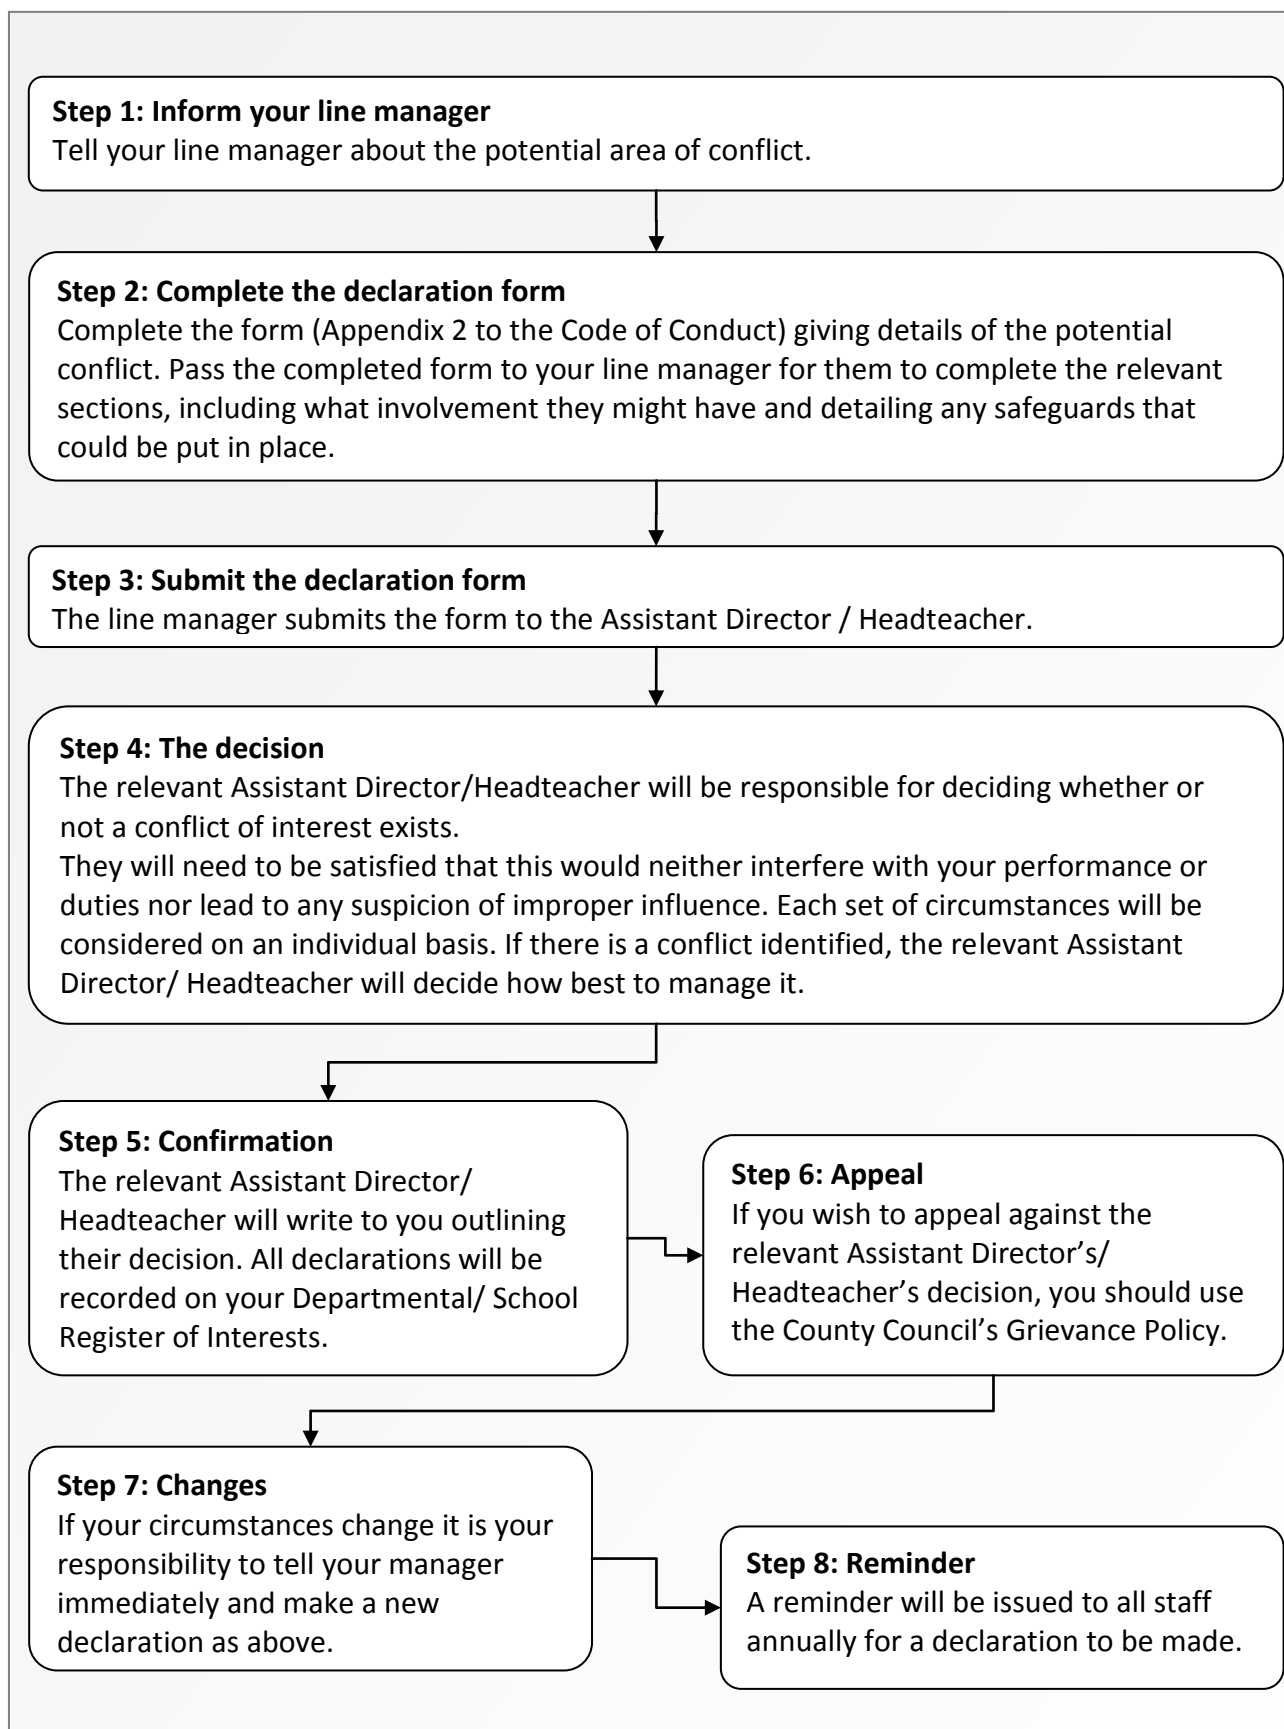 Step 1: Inform your line manager
Tell your line manager about the potential area of conflict.
Step 2: Complete the declaration form
Complete the form (Appendix 2 to the Code of Conduct) giving details of the potential
conflict. Pass the completed form to your line manager for them to complete the relevant
sections, including what involvement they might have and detailing any safeguards that
could be put in place.
Step 3: Submit the declaration form
The line manager submits the form to the Assistant Director / Headteacher.
Step 4: The decision
The relevant Assistant Director/Headteacher will be responsible for deciding whether or
not a conflict of interest exists.
They will need to be satisfied that this would neither interfere with your performance or
duties nor lead to any suspicion of improper influence. Each set of circumstances will be
considered on an individual basis. If there is a conflict identified, the relevant Assistant
Director/ Headteacher will decide how best to manage it.
Step 5: Confirmation
The relevant Assistant Director/
Headteacher will write to you outlining
their decision. All declarations will be
recorded on your Departmental/ School
Register of Interests.
Step 6: Appeal
If you wish to appeal against the
relevant Assistant Director’s/
Headteacher’s decision, you should use
the County Council’s Grievance Policy.
Step 7: Changes
If your circumstances change it is your
responsibility to tell your manager
immediately and make a new
declaration as above.
Step 8: Reminder
A reminder will be issued to all staff
annually for a declaration to be made.